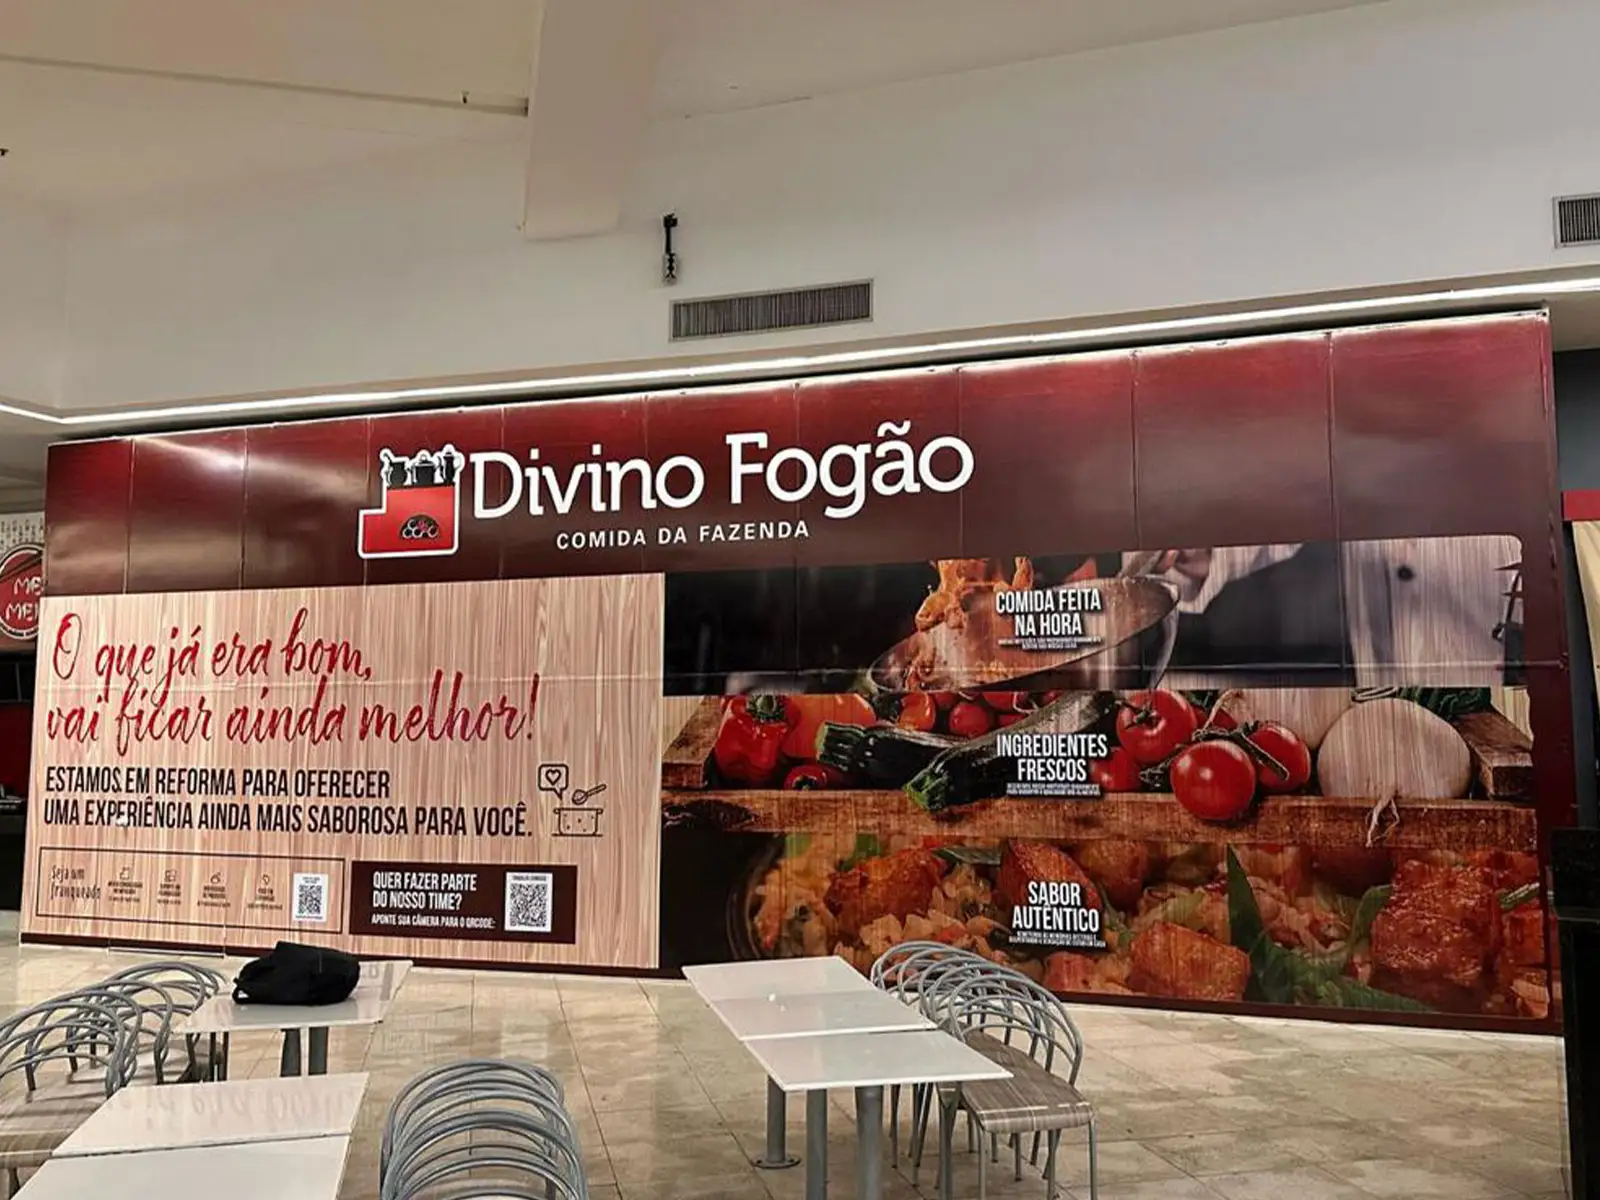 Divino Fogão
COMIDA DA FAZENDA
O que já era bom,
vai ficar ainda melhor!
ESTAMOS EM REFORMA PARA OFERECER
UMA EXPERIÊNCIA AINDA MAIS SABOROSA PARA VOCÊ.
Seja um
franqueado
QUER FAZER PARTE
DO NOSSO TIME?
APONTE SUA CÂMERA PARA O QRCODE:
COMIDA FEITA
NA HORA
INGREDIENTES
FRESCOS
SABOR
AUTÊNTICO